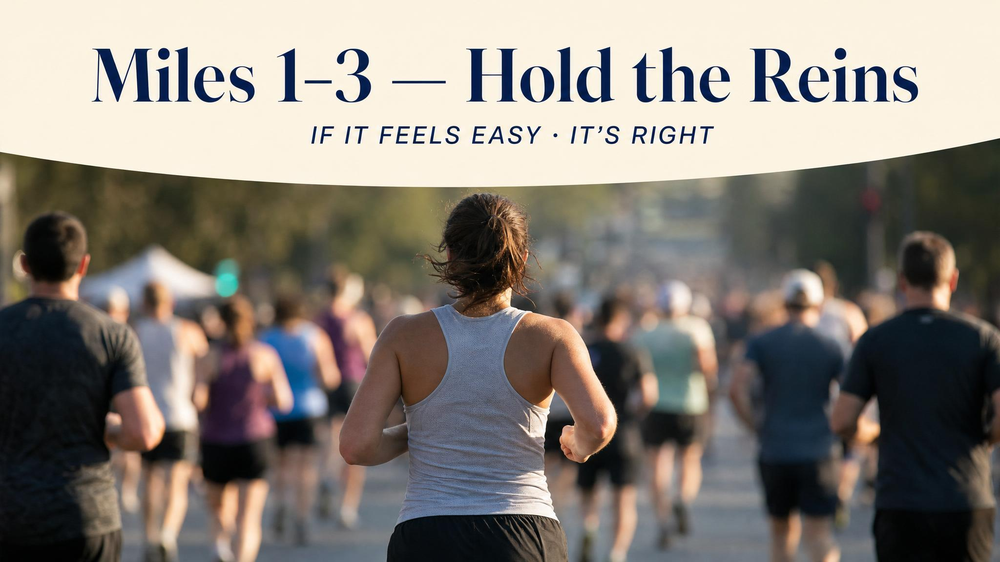 Miles 1–3 — Hold the Reins
IF IT FEELS EASY · IT’S RIGHT